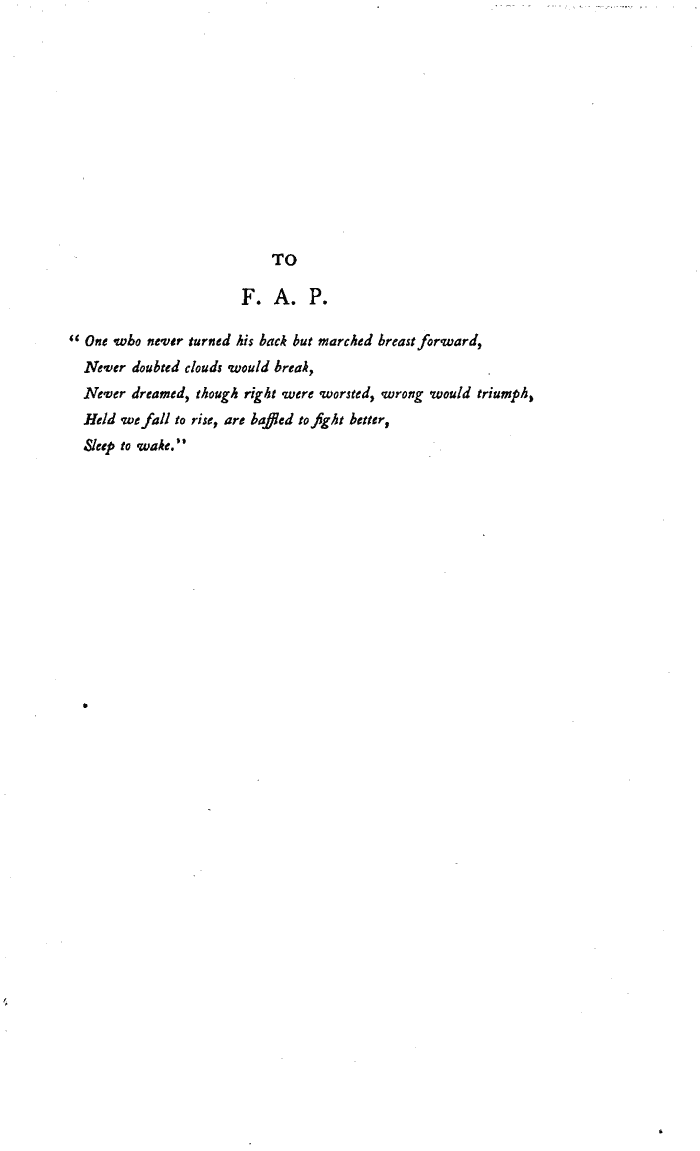 TO
F. A. P.
“ One who never turned his back but marched breast forward,
Never doubted clouds would break,
Never dreamed, though right were worsted, wrong would triumph,
Held we fall to rise, are baffled to fight better,
Sleep to wake.”